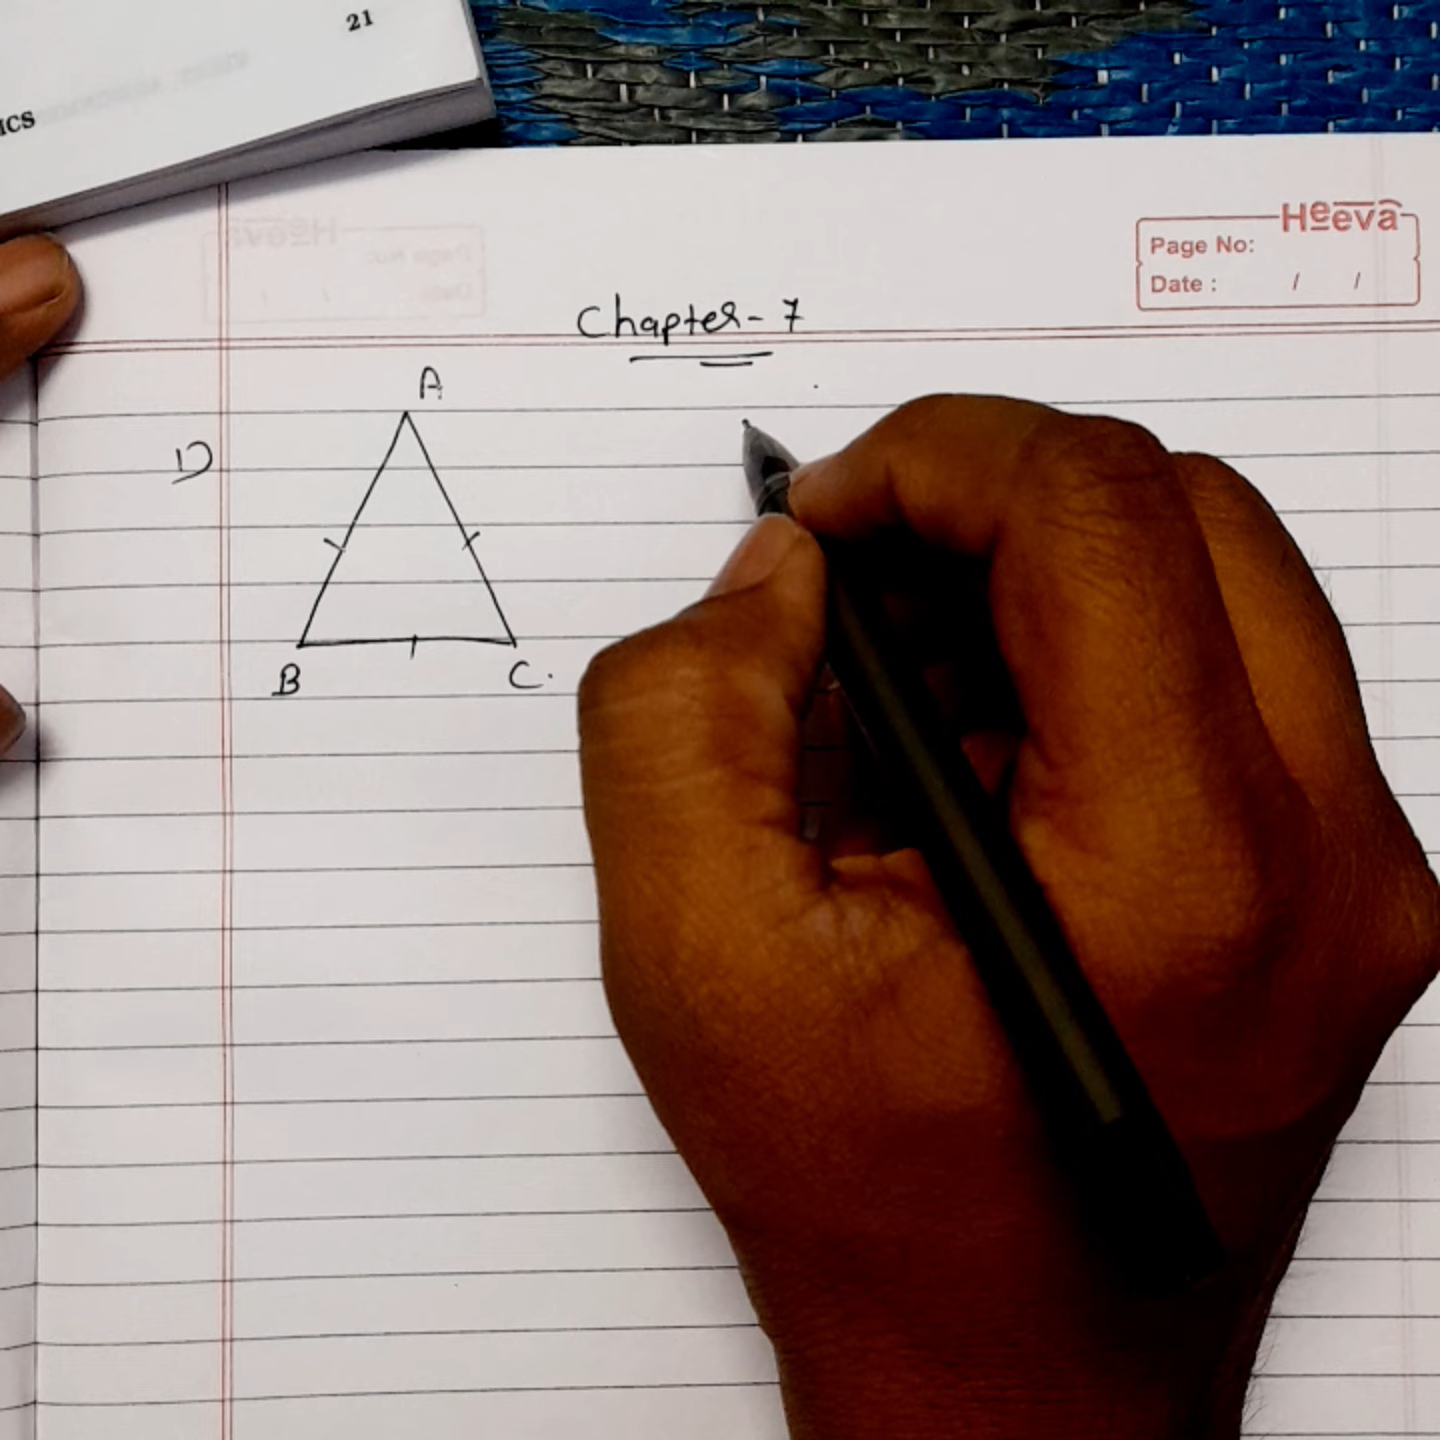 21
ICS
Heeva
Page No:
Date : / /
Chapter - 7
A
1)
B C.